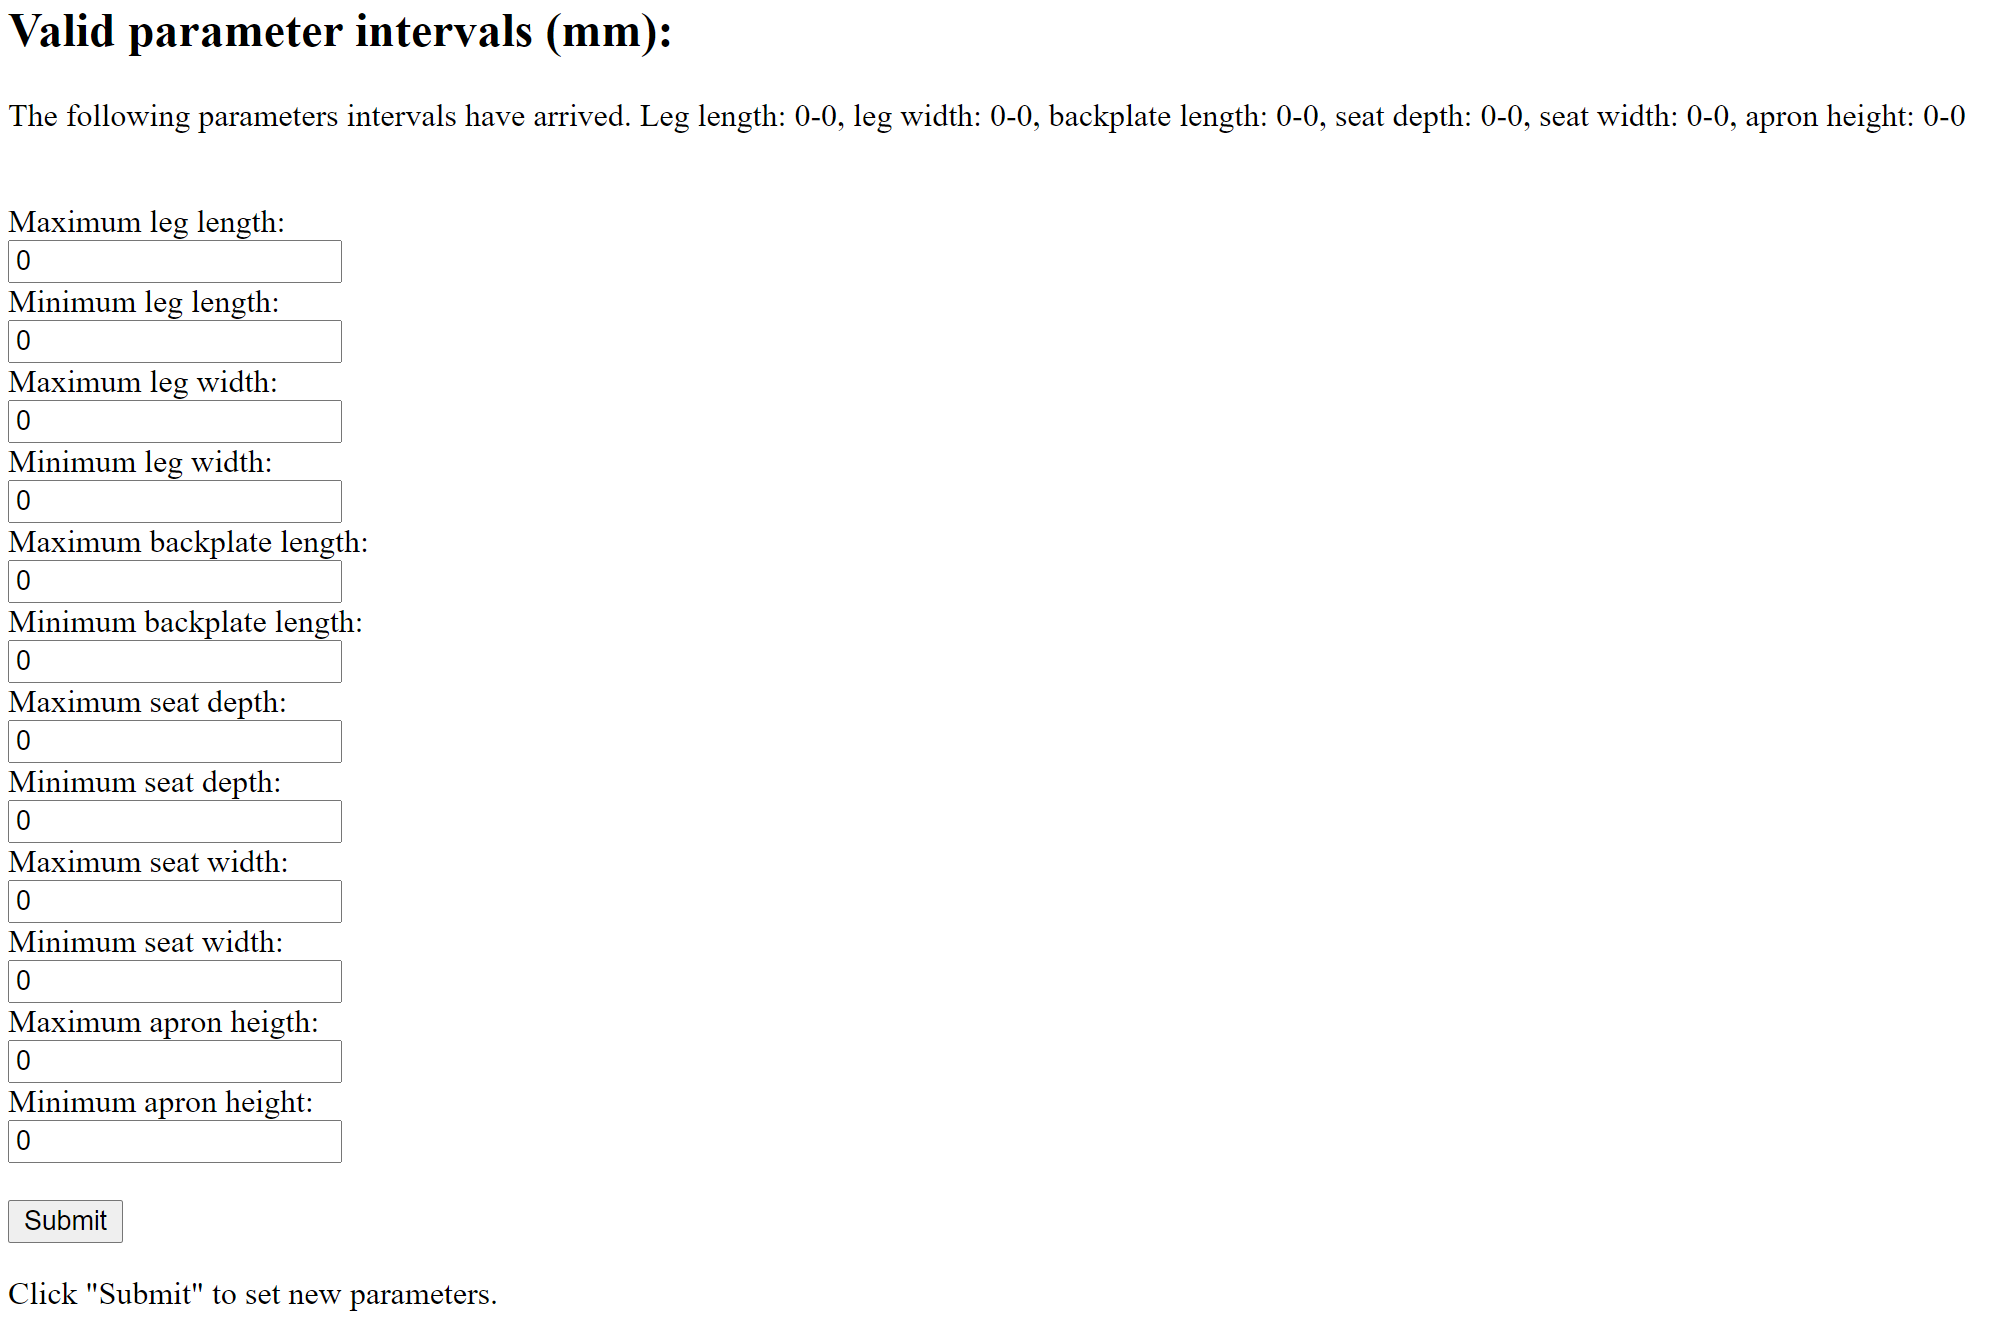 Valid parameter intervals (mm):
The following parameters intervals have arrived. Leg length: 0-0, leg width: 0-0, backplate length: 0-0, seat depth: 0-0, seat width: 0-0, apron height: 0-0
Maximum leg length:
0
Minimum leg length:
0
Maximum leg width:
0
Minimum leg width:
0
Maximum backplate length:
0
Minimum backplate length:
0
Maximum seat depth:
0
Minimum seat depth:
0
Maximum seat width:
0
Minimum seat width:
0
Maximum apron heigth:
0
Minimum apron height:
0
Submit
Click "Submit" to set new parameters.